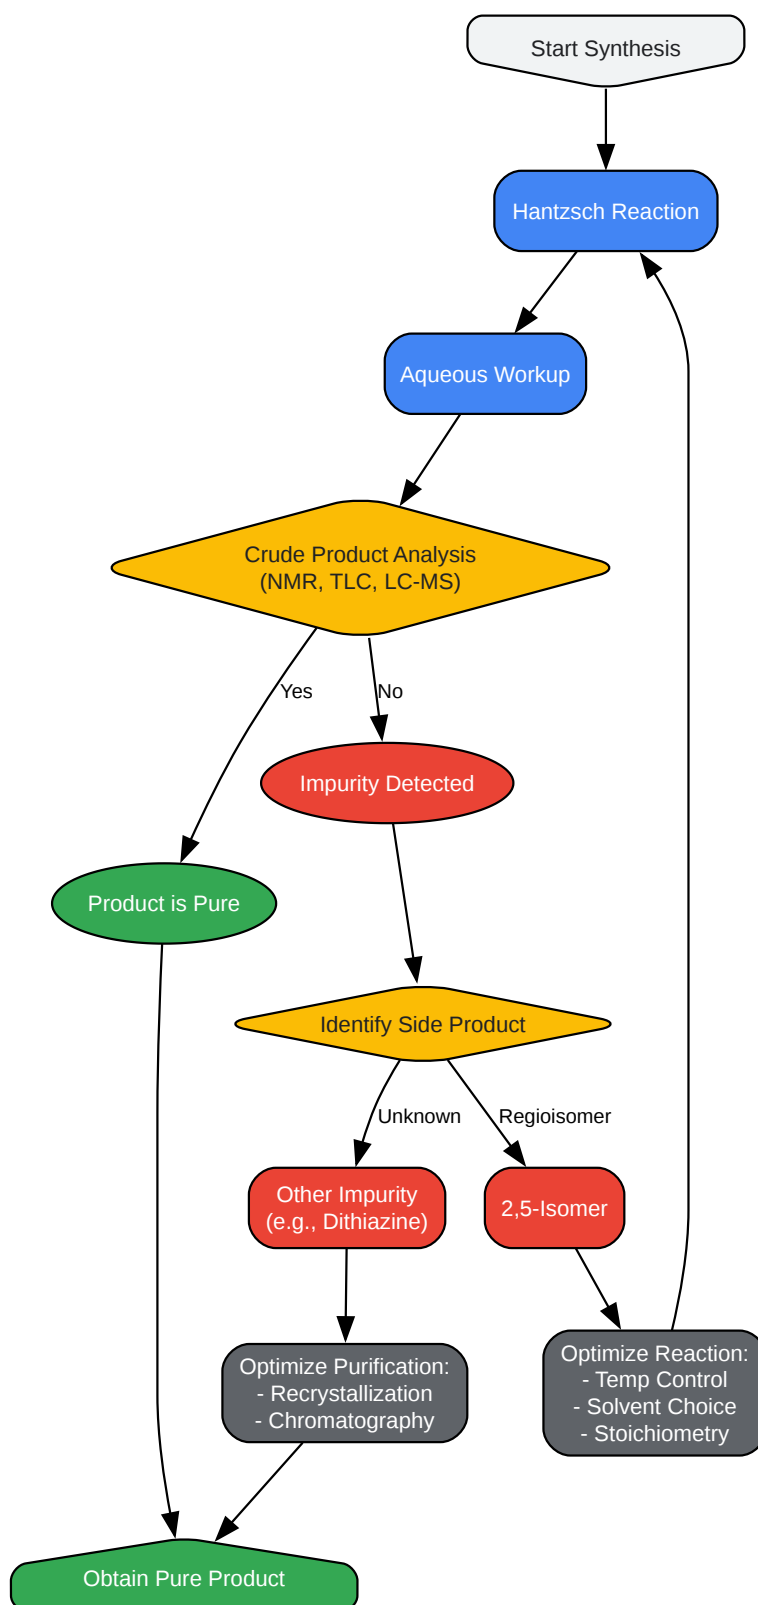 Start Synthesis
Hantzsch Reaction
Aqueous Workup
Crude Product Analysis
(NMR, TLC, LC-MS)
Yes
No
Impurity Detected
Product is Pure
Identify Side Product
Unknown
Regioisomer
Other Impurity
(e.g., Dithiazine)
2,5-Isomer
Optimize Purification:
- Recrystallization
- Chromatography
Optimize Reaction:
- Temp Control
- Solvent Choice
- Stoichiometry
Obtain Pure Product